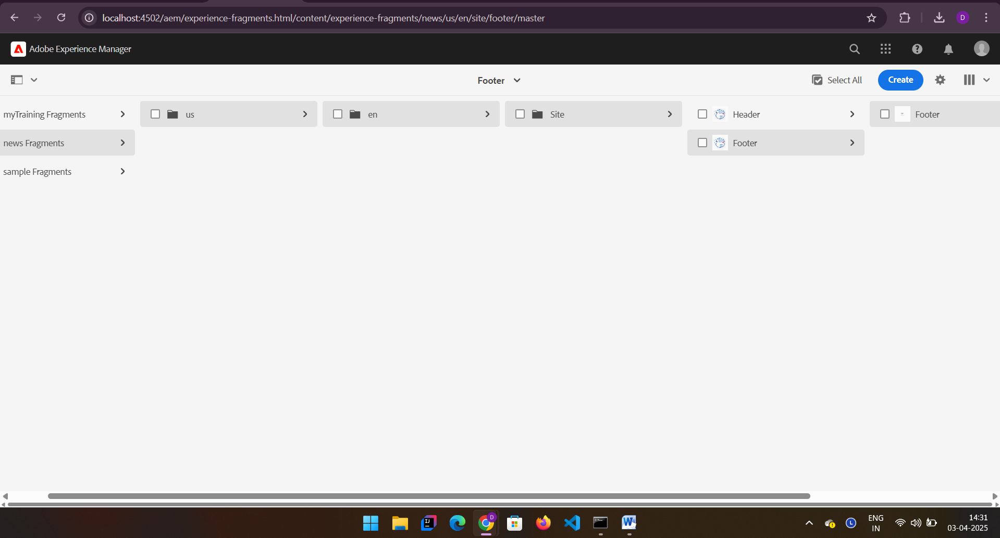 localhost:4502/aem/experience-fragments.html/content/experience-fragments/news/us/en/site/footer/master
D
Adobe Experience Manager
Footer
Select All
Create
myTraining Fragments
us
en
Site
Header
Footer
news Fragments
Footer
sample Fragments
D
IJ
W
L
ENG
IN
14:31
03-04-2025